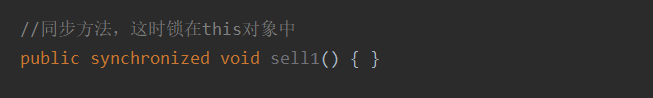 //同步方法，这时锁在this对象中
public synchronized void sell1() { }